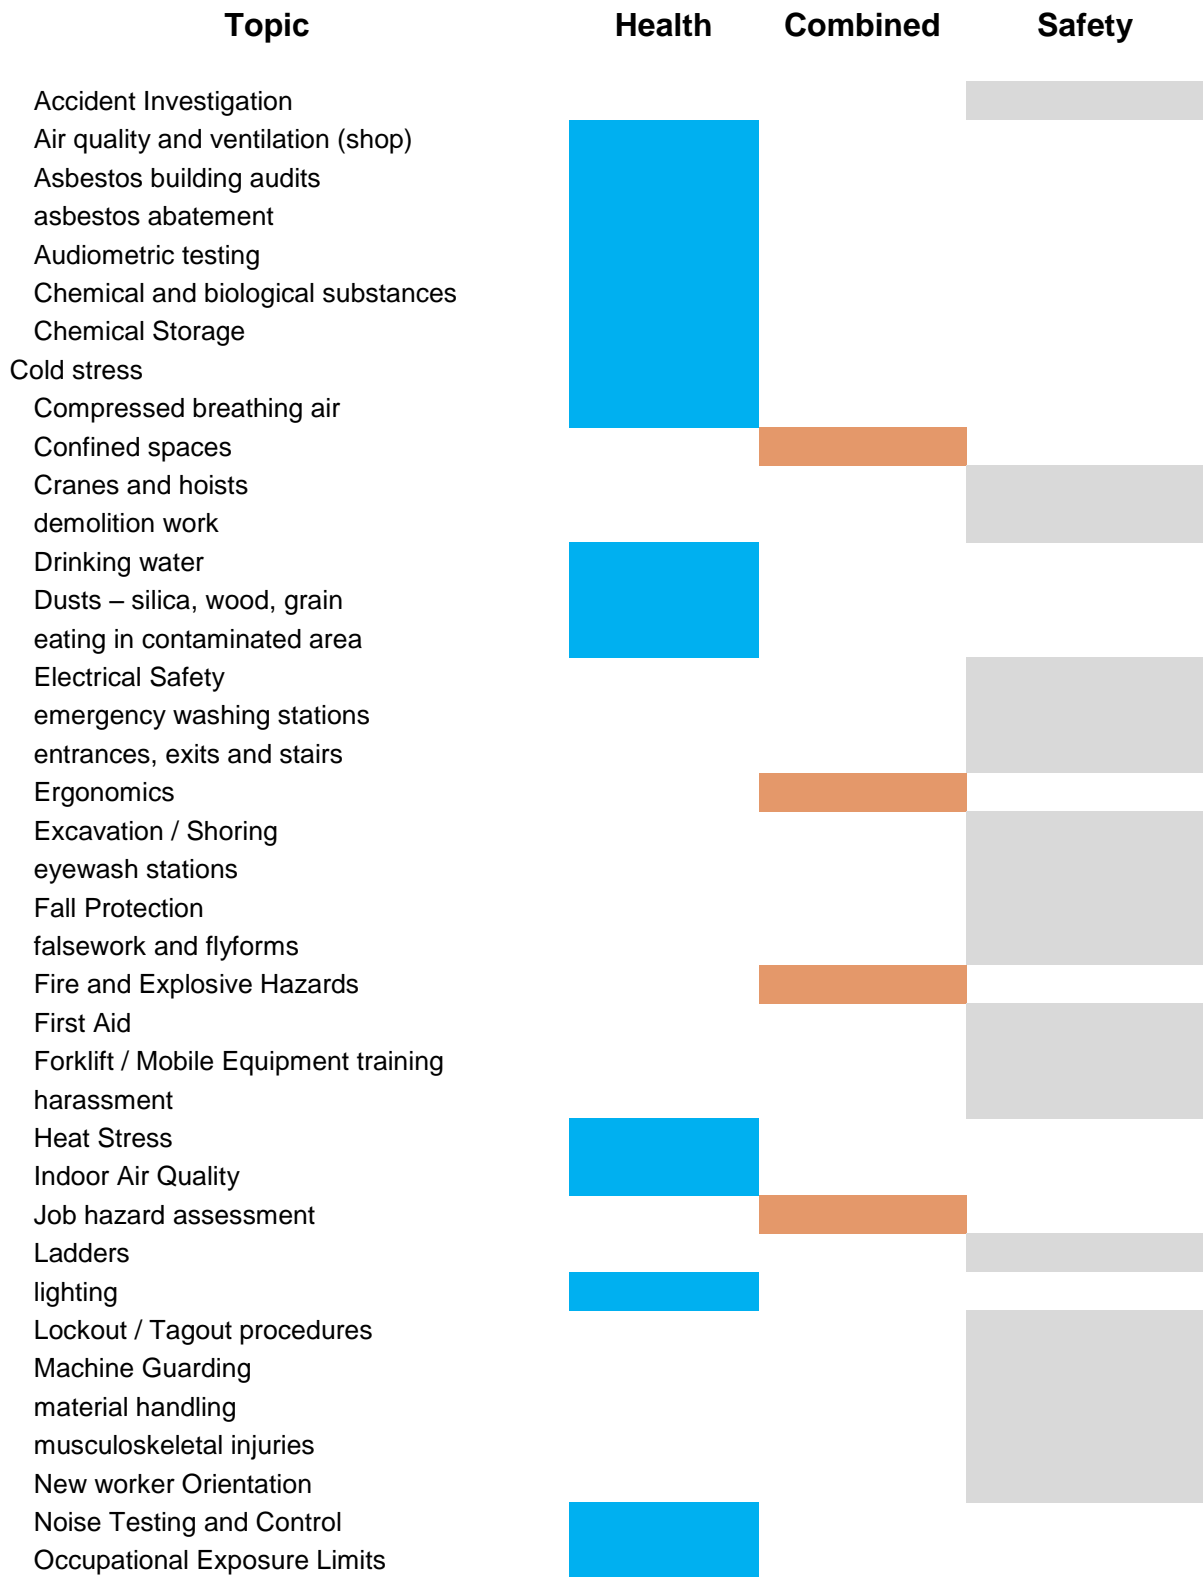 Topic Health Combined Safety
Accident Investigation
Air quality and ventilation (shop)
Asbestos building audits
asbestos abatement
Audiometric testing
Chemical and biological substances
Chemical Storage
Cold stress
Compressed breathing air
Confined spaces
Cranes and hoists
demolition work
Drinking water
Dusts – silica, wood, grain
eating in contaminated area
Electrical Safety
emergency washing stations
entrances, exits and stairs
Ergonomics
Excavation / Shoring
eyewash stations
Fall Protection
falsework and flyforms
Fire and Explosive Hazards
First Aid
Forklift / Mobile Equipment training
harassment
Heat Stress
Indoor Air Quality
Job hazard assessment
Ladders
lighting
Lockout / Tagout procedures
Machine Guarding
material handling
musculoskeletal injuries
New worker Orientation
Noise Testing and Control
Occupational Exposure Limits